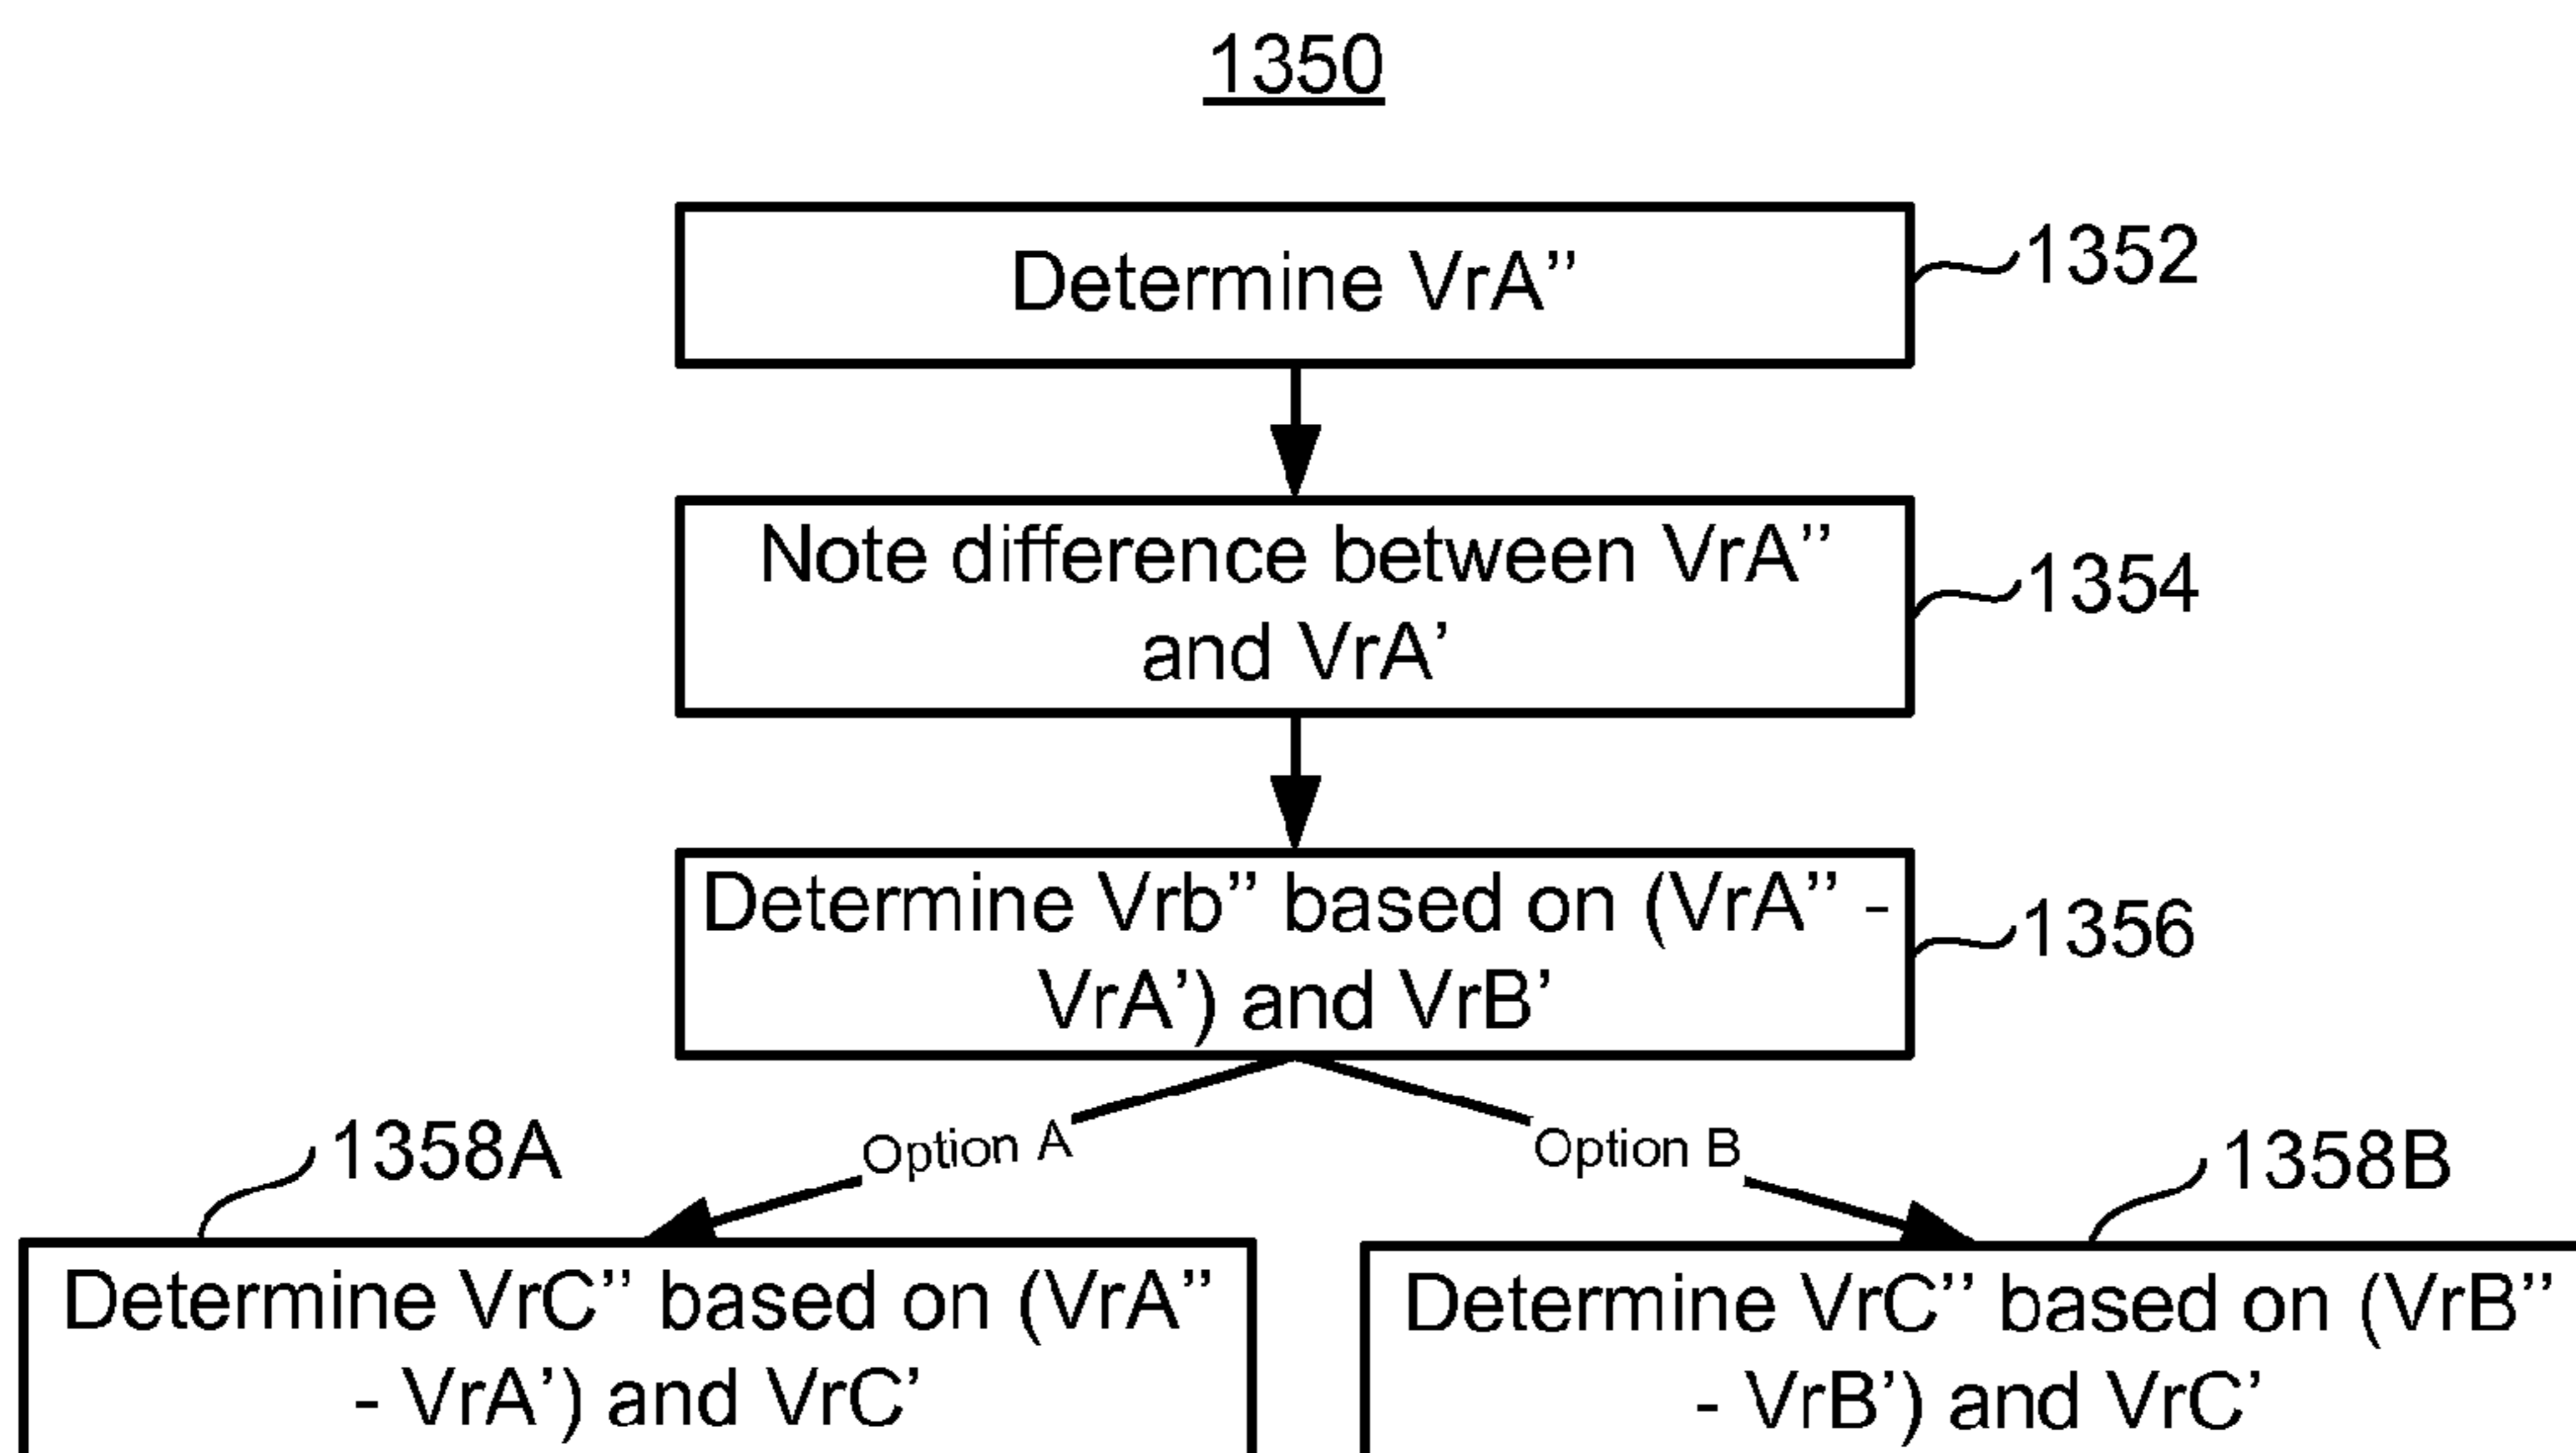 1350
Determine VrA’’
1352
Note difference between VrA’’
and VrA’
1354
Determine Vrb’’ based on (VrA’’ -
VrA’) and VrB’
1356
Option A
Option B
1358A
1358B
Determine VrC’’ based on (VrA’’
- VrA’) and VrC’
Determine VrC’’ based on (VrB’’
- VrB’) and VrC’